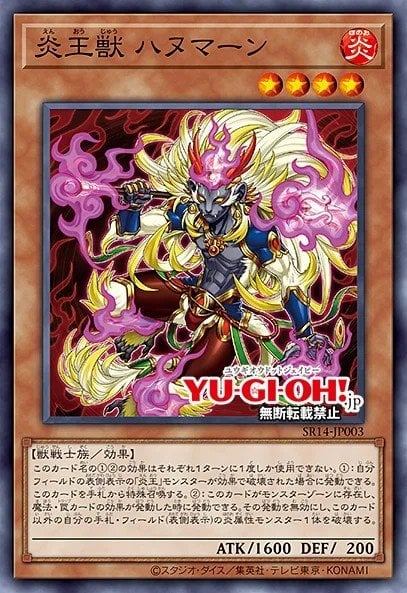 炎王獣 ハヌマーン
えん おう じゅう
炎
ほのお
ユウギオウドットジェイピー
YU-GI-OH!.jp
無断転載禁止
SR14-JP003
【獣戦士族／効果】
このカード名の①②の効果はそれぞれ１ターンに１度しか使用できない。①：自分
フィールドの表側表示の「炎王」モンスターが効果で破壊された場合に発動できる。
このカードを手札から特殊召喚する。②：このカードがモンスターゾーンに存在し、
魔法・罠カードの効果が発動した時に発動できる。その発動を無効にし、このカード
以外の自分の手札・フィールド（表側表示）の炎属性モンスター１体を破壊する。
ATK/1600 DEF/ 200
©スタジオ・ダイス／集英社・テレビ東京・KONAMI